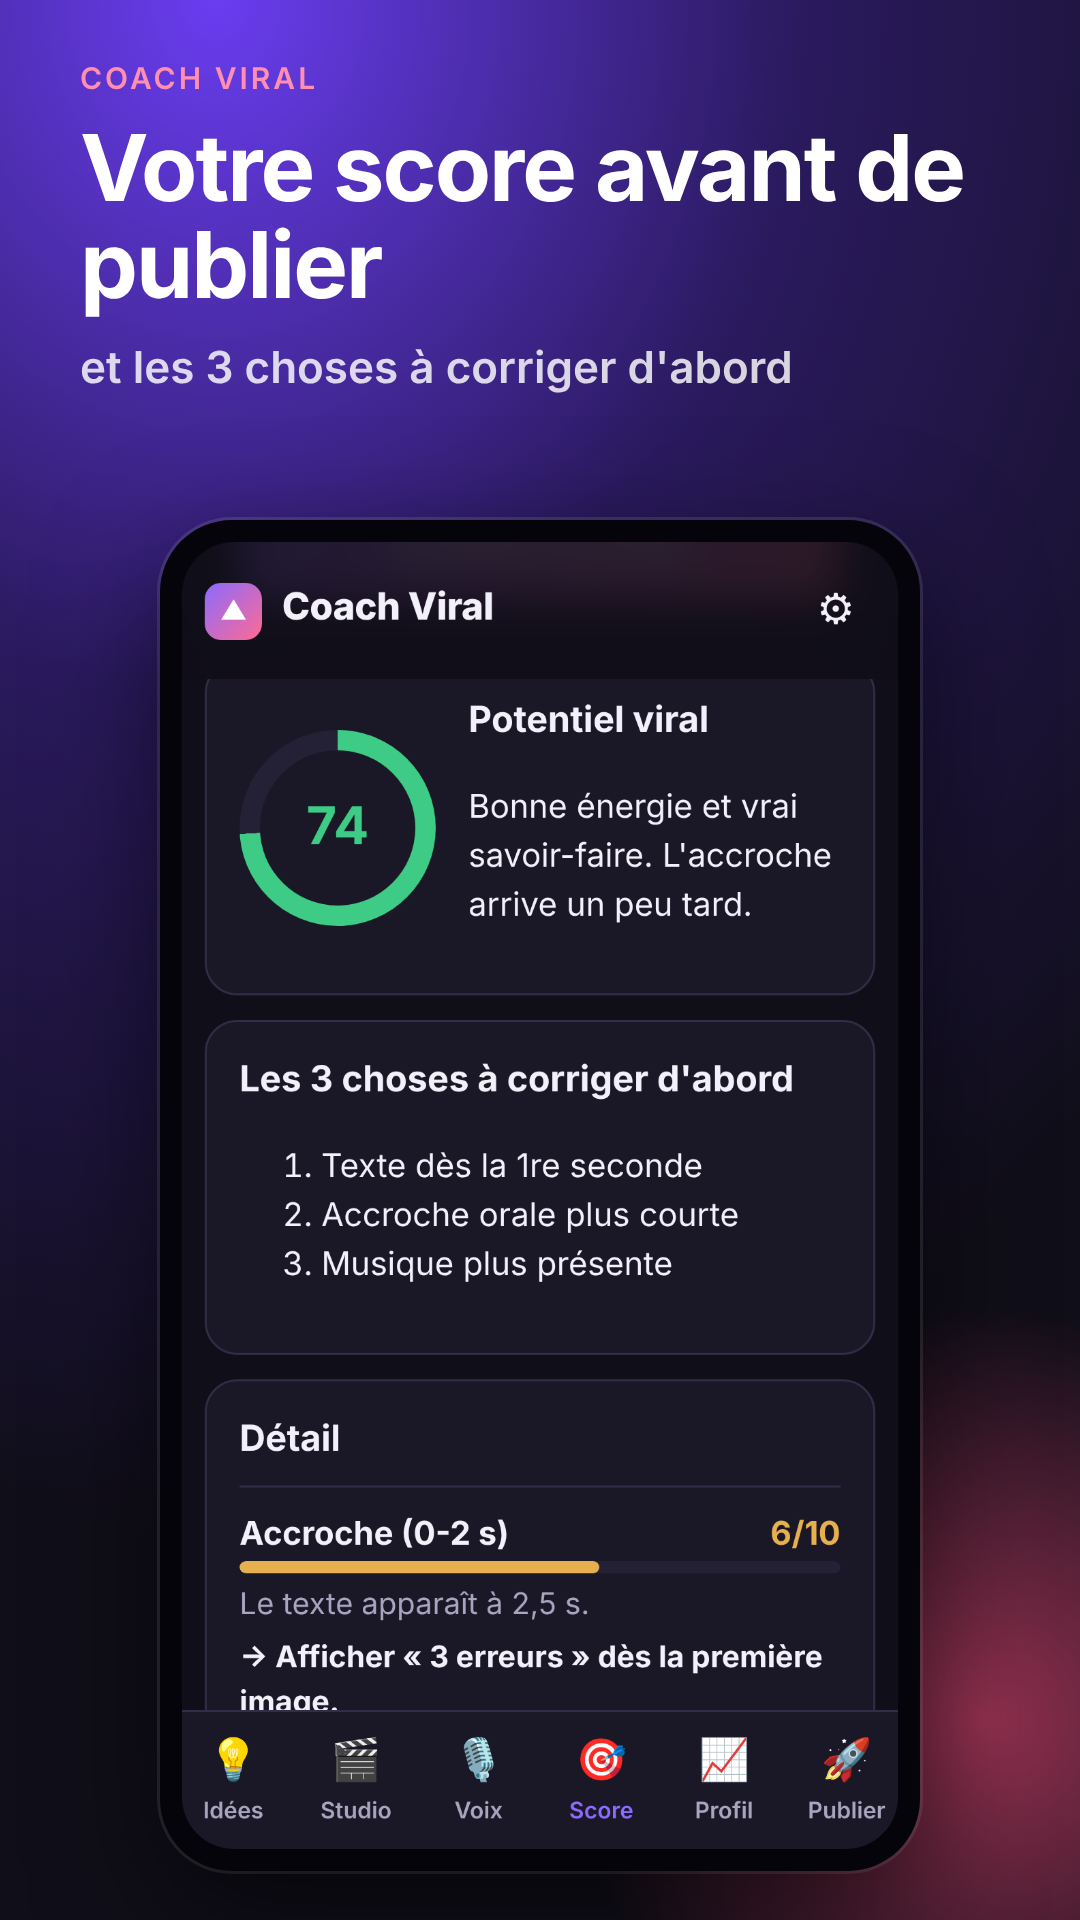 COACH VIRAL
Votre score avant de
publier
et les 3 choses à corriger d'abord
Coach Viral
Potentiel viral
74
Bonne énergie et vrai
savoir-faire. L'accroche
arrive un peu tard.
Les 3 choses à corriger d'abord
1. Texte dès la 1re seconde
2. Accroche orale plus courte
3. Musique plus présente
Détail
Accroche (0-2 s) 6/10
Le texte apparaît à 2,5 s.
→ Afficher « 3 erreurs » dès la première
image.
Idées Studio Voix Score Profil Publier